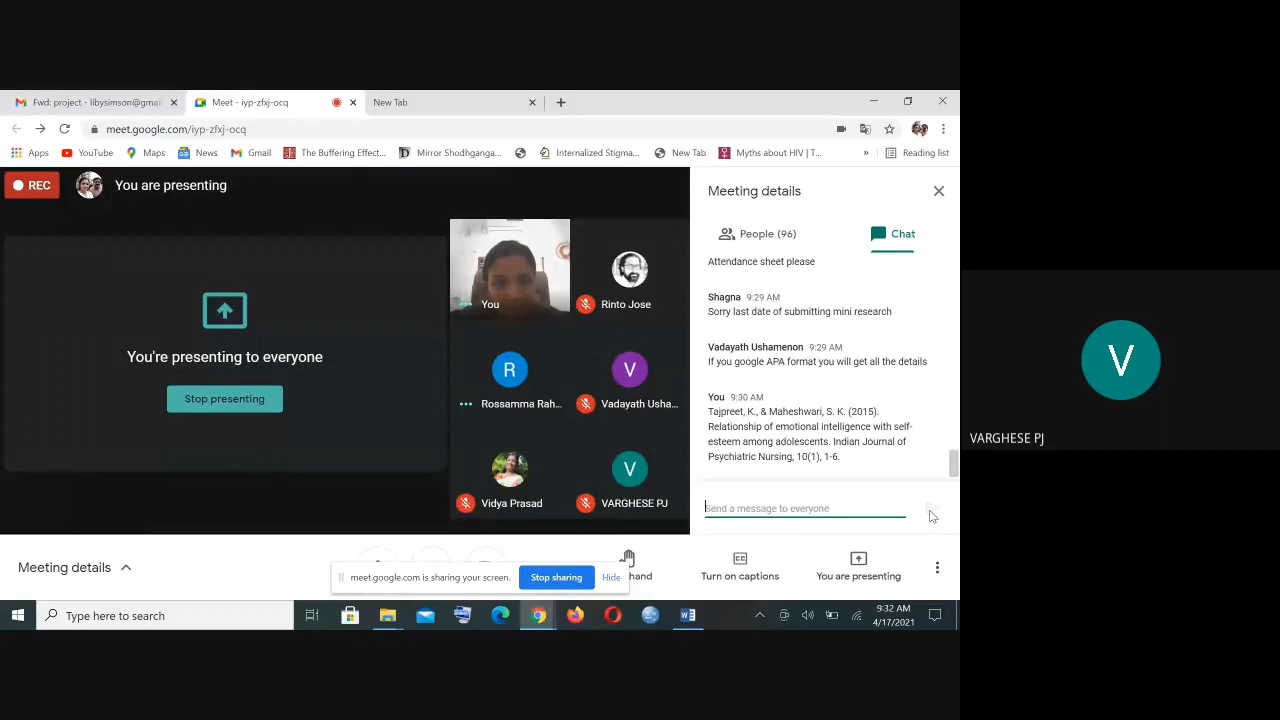 Fwd: project - libysimson@gmai
Meet - iyp-zfxj-ocq
New Tab
meet.google.com/iyp-zfxj-ocq
Apps
YouTube
Maps
News
Gmail
The Buffering Effect...
Mirror Shodhganga...
Internalized Stigma...
New Tab
Myths about HIV | T...
»
Reading list
REC
You are presenting
Meeting details
People (96)
Chat
Attendance sheet please
Shagna 9:29 AM
Sorry last date of submitting mini research
Vadayath Ushamenon 9:29 AM
If you google APA format you will get all the details
You 9:30 AM
Tajpreet, K., & Maheshwari, S. K. (2015).
Relationship of emotional intelligence with self-
esteem among adolescents. Indian Journal of
Psychiatric Nursing, 10(1), 1-6.
Send a message to everyone
You're presenting to everyone
Stop presenting
You
Rinto Jose
R
Rossamma Rah...
V
Vadayath Usha...
Vidya Prasad
V
VARGHESE PJ
Meeting details
meet.google.com is sharing your screen.
Stop sharing
Hide
hand
CC
Turn on captions
You are presenting
Type here to search
W
9:32 AM
4/17/2021
V
VARGHESE PJ